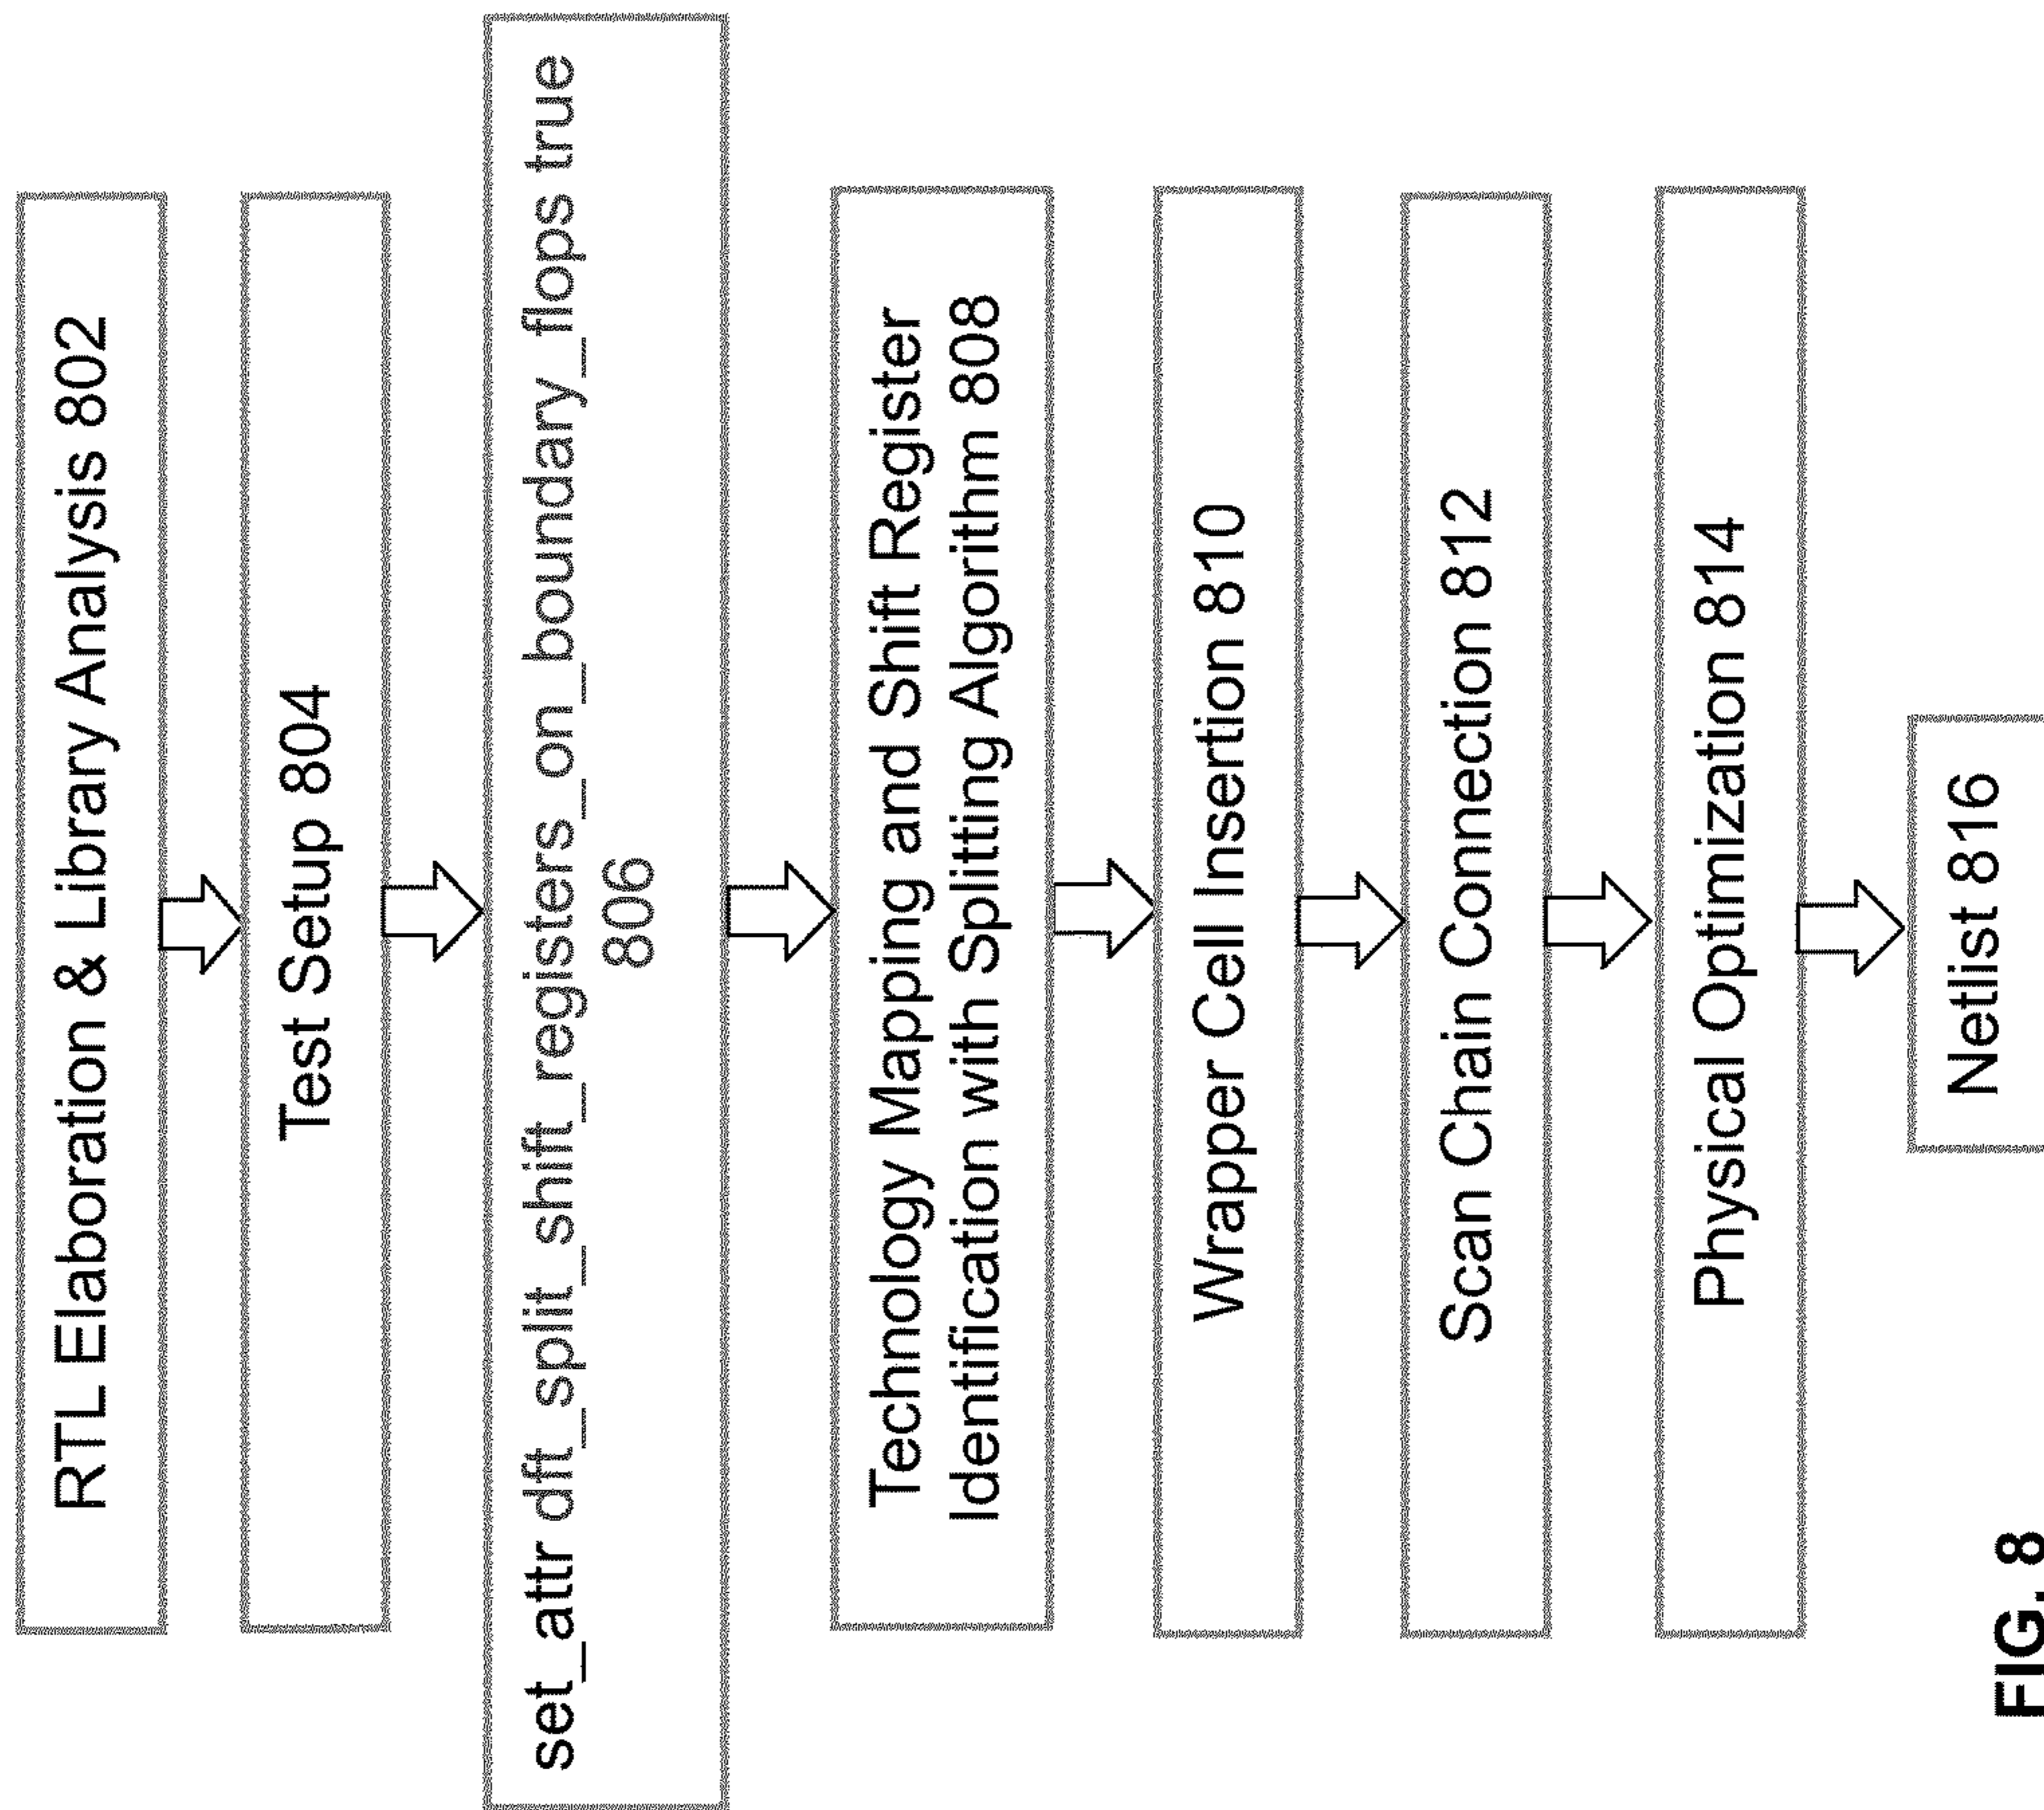 RTL Elaboration & Library Analysis 802
Test Setup 804
set_attr dft_split_shift_registers_on_boundary_flops true
806
Technology Mapping and Shift Register
Identification with Splitting Algorithm 808
Wrapper Cell Insertion 810
Scan Chain Connection 812
Physical Optimization 814
Netlist 816
FIG. 8